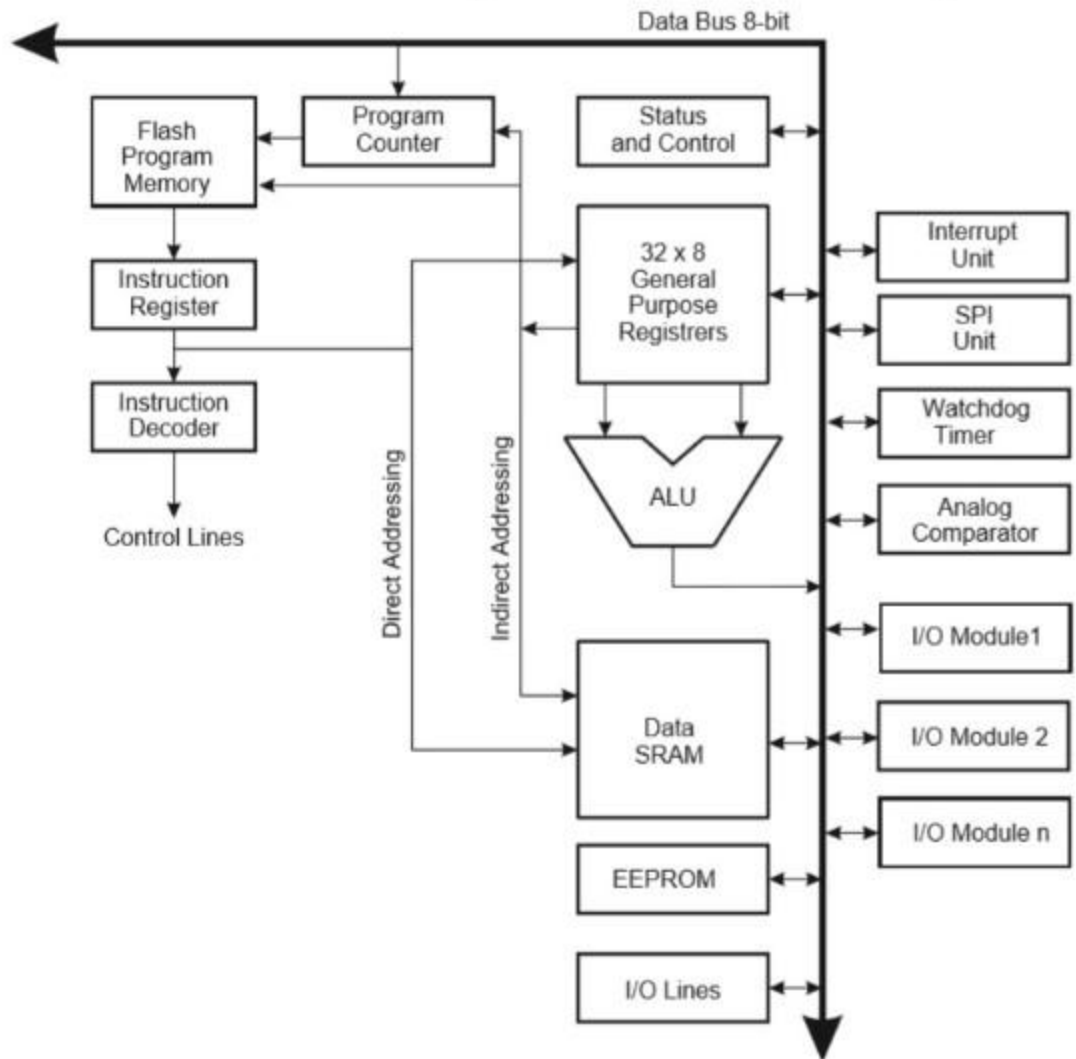 Data Bus 8-bit
Flash
Program
Memory
Program
Counter
Status
and Control
Instruction
Register
32 x 8
General
Purpose
Registrers
Interrupt
Unit
SPI
Unit
Instruction
Decoder
Watchdog
Timer
Control Lines
Direct Addressing
Indirect Addressing
ALU
Analog
Comparator
I/O Module1
Data
SRAM
I/O Module 2
I/O Module n
EEPROM
I/O Lines